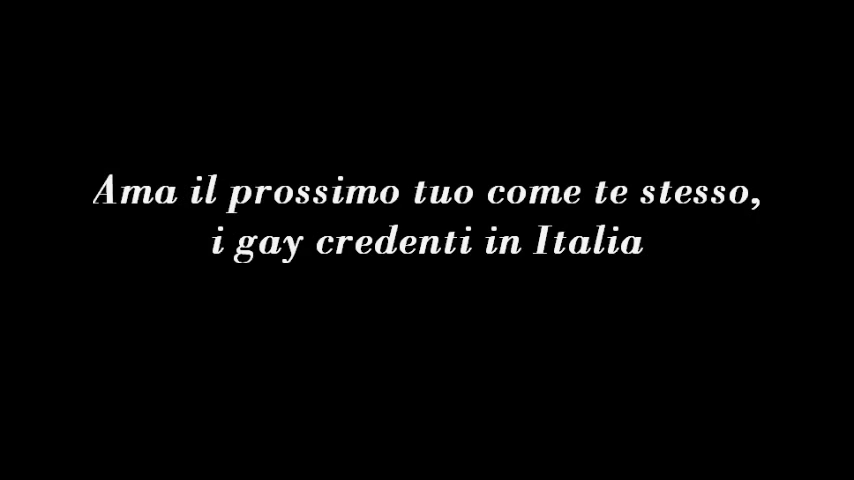 Ama il prossimo tuo come te stesso,
i gay credenti in Italia